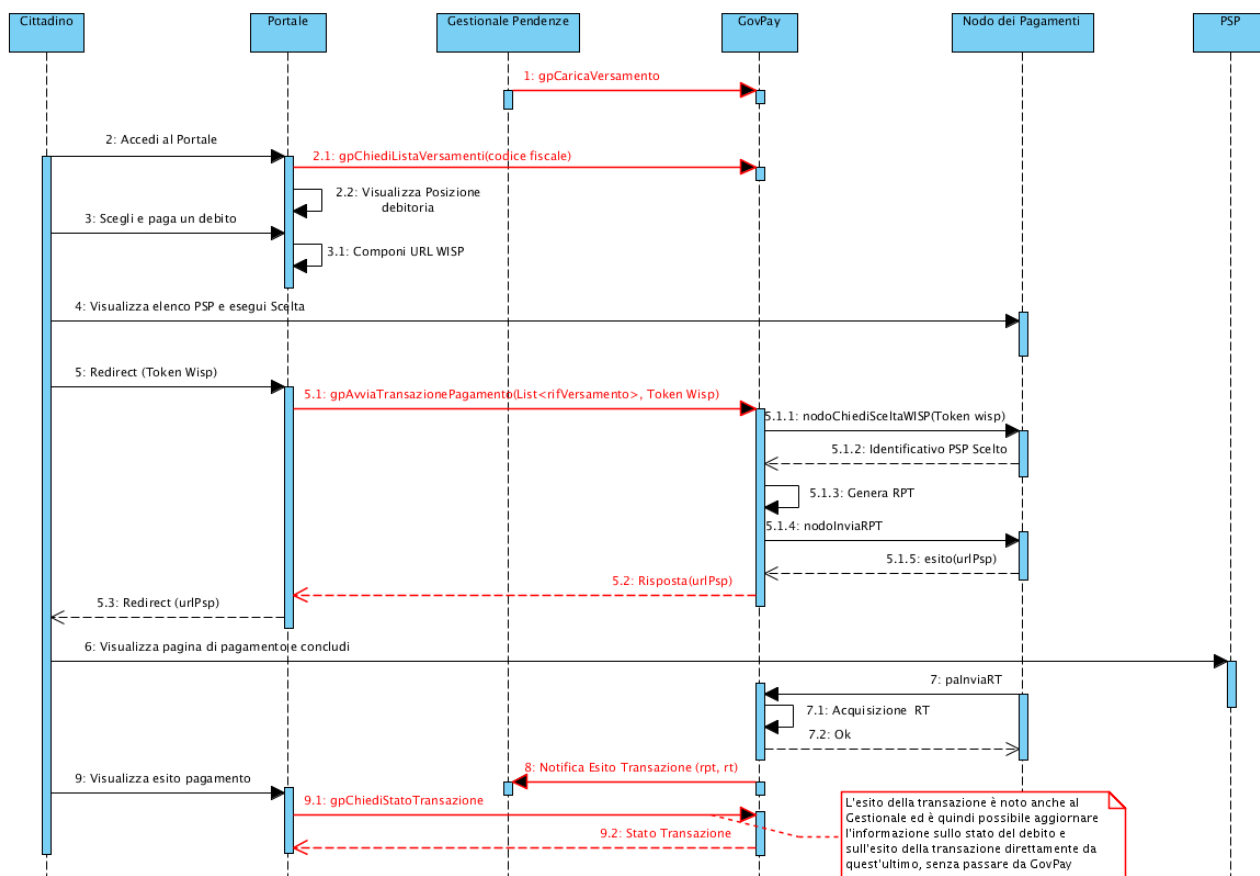 Cittadino
Portale
Gestionale Pendenze
GovPay
Nodo dei Pagamenti
PSP
1: gpCaricaVersamento
2: Accedi al Portale
2.1: gpChiediListaVersamenti(codice fiscale)
2.2: Visualizza Posizione
debitoria
3: Scegli e paga un debito
3.1: Componi URL WISP
4: Visualizza elenco PSP e esegui Scelta
5: Redirect (Token Wisp)
5.1: gpAvviaTransazionePagamento(List<rifVersamento>, Token Wisp)
5.1.1: nodoChiediSceltaWISP(Token wisp)
5.1.2: Identificativo PSP Scelto
5.1.3: Genera RPT
5.1.4: nodoInviaRPT
5.1.5: esito(urlPsp)
5.2: Risposta(urlPsp)
5.3: Redirect (urlPsp)
6: Visualizza pagina di pagamento e concludi
7: paInviaRT
7.1: Acquisizione RT
7.2: Ok
8: Notifica Esito Transazione (rpt, rt)
9: Visualizza esito pagamento
9.1: gpChiediStatoTransazione
9.2: Stato Transazione
L'esito della transazione è noto anche al
Gestionale ed è quindi possibile aggiornare
l'informazione sullo stato del debito e
sull'esito della transazione direttamente da
quest'ultimo, senza passare da GovPay